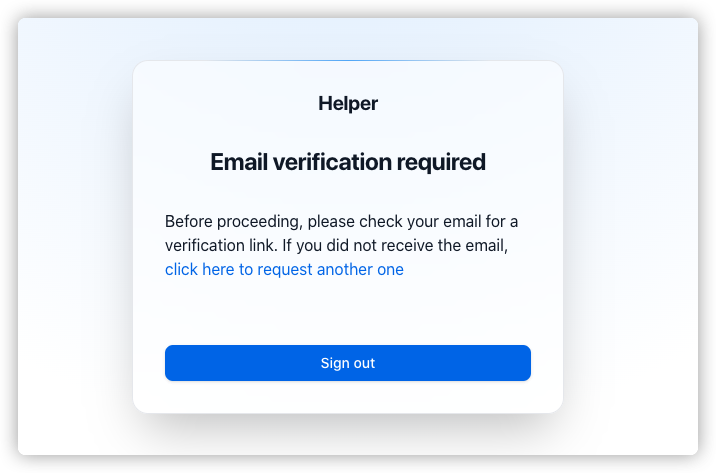 Helper
Email verification required
Before proceeding, please check your email for a
verification link. If you did not receive the email,
click here to request another one
Sign out